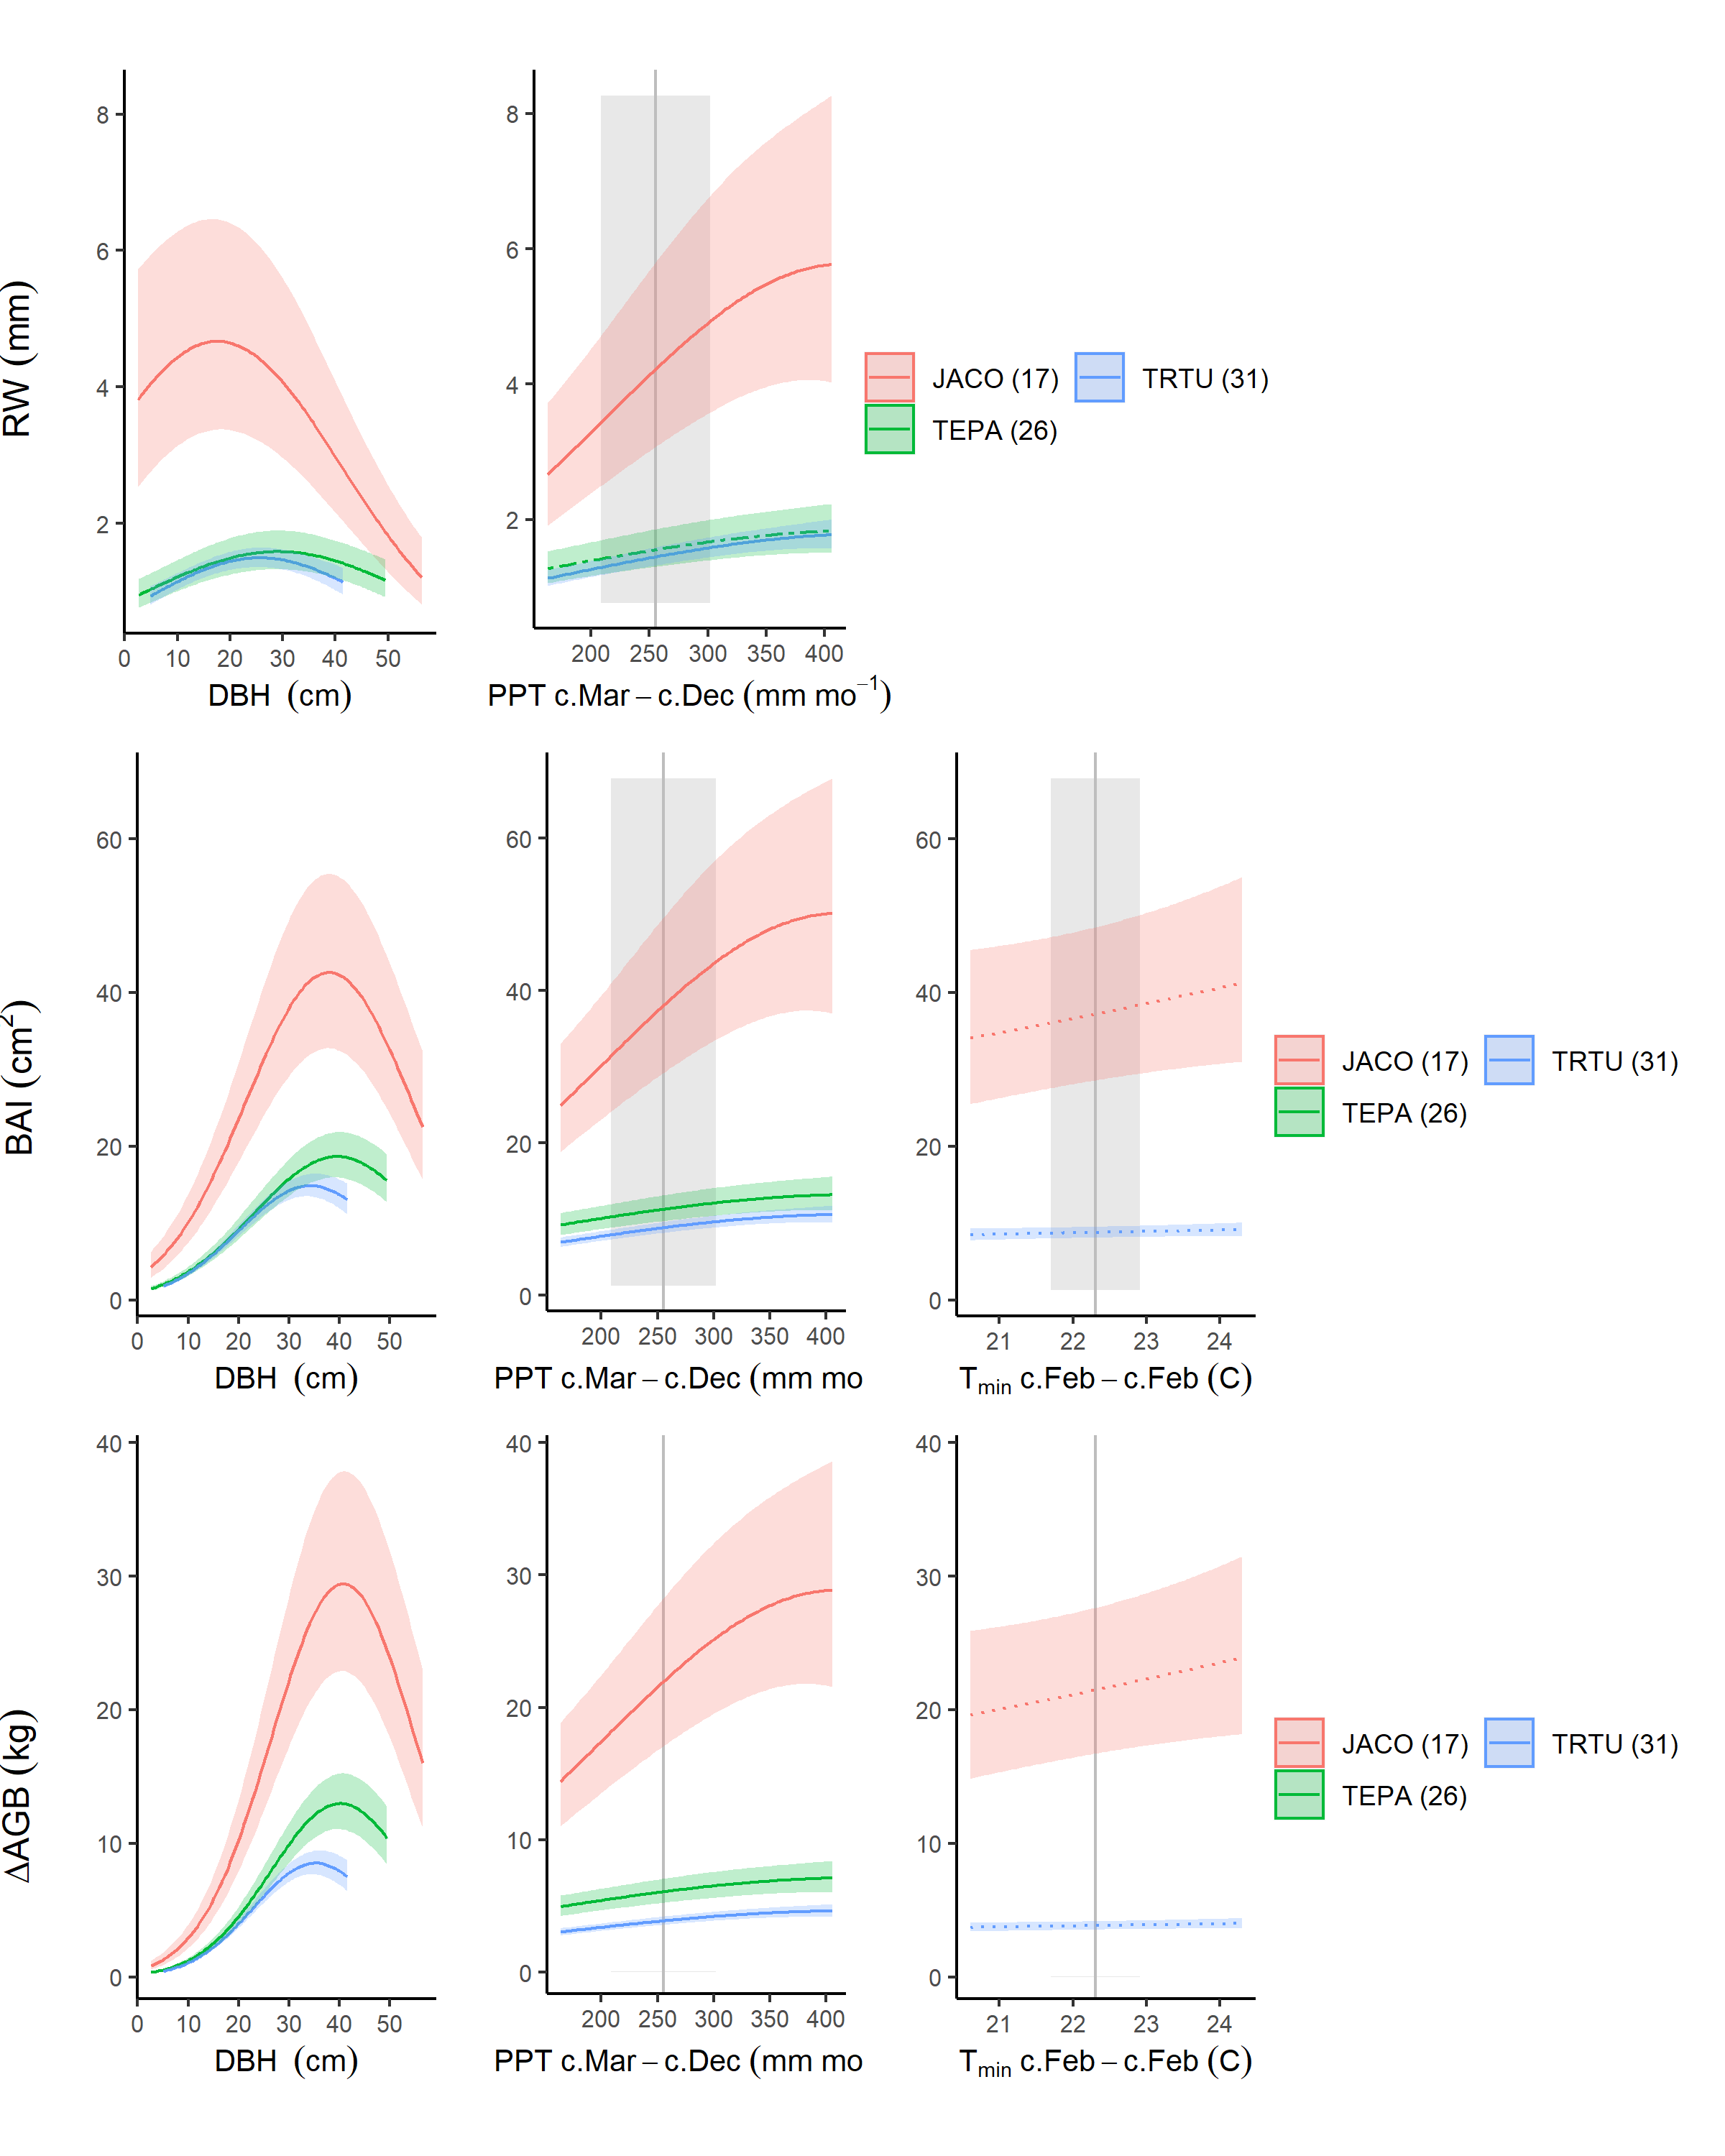 RW (mm)
8
6
4
2
0 10 20 30 40 50
DBH (cm)
8
6
4
2
200 250 300 350 400
PPT c.Mar – c.Dec (mm mo⁻¹)
JACO (17) TRTU (31)
TEPA (26)
BAI (cm²)
60
40
20
0
0 10 20 30 40 50
DBH (cm)
60
40
20
0
200 250 300 350 400
PPT c.Mar – c.Dec (mm mo
60
40
20
0
21 22 23 24
Tmin c.Feb – c.Feb (C)
JACO (17) TRTU (31)
TEPA (26)
ΔAGB (kg)
40
30
20
10
0
0 10 20 30 40 50
DBH (cm)
40
30
20
10
0
200 250 300 350 400
PPT c.Mar – c.Dec (mm mo
40
30
20
10
0
21 22 23 24
Tmin c.Feb – c.Feb (C)
JACO (17) TRTU (31)
TEPA (26)